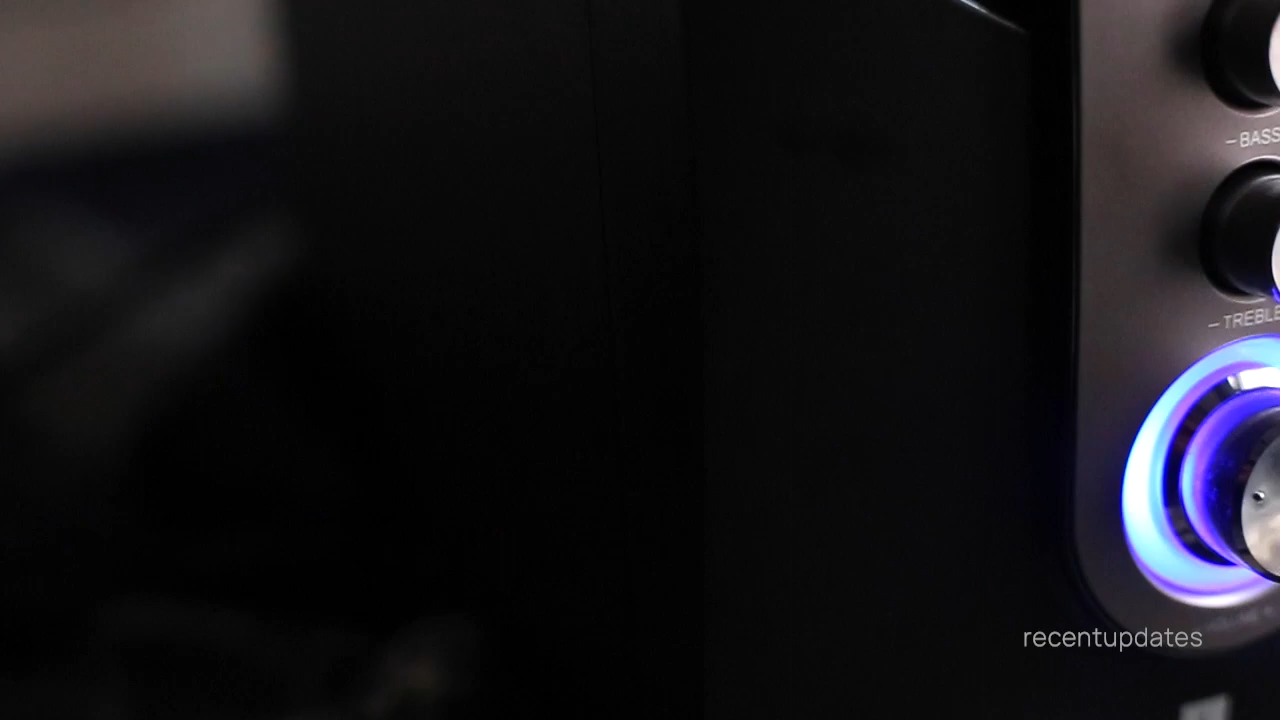 – BASS
– TREBLE
recentupdates